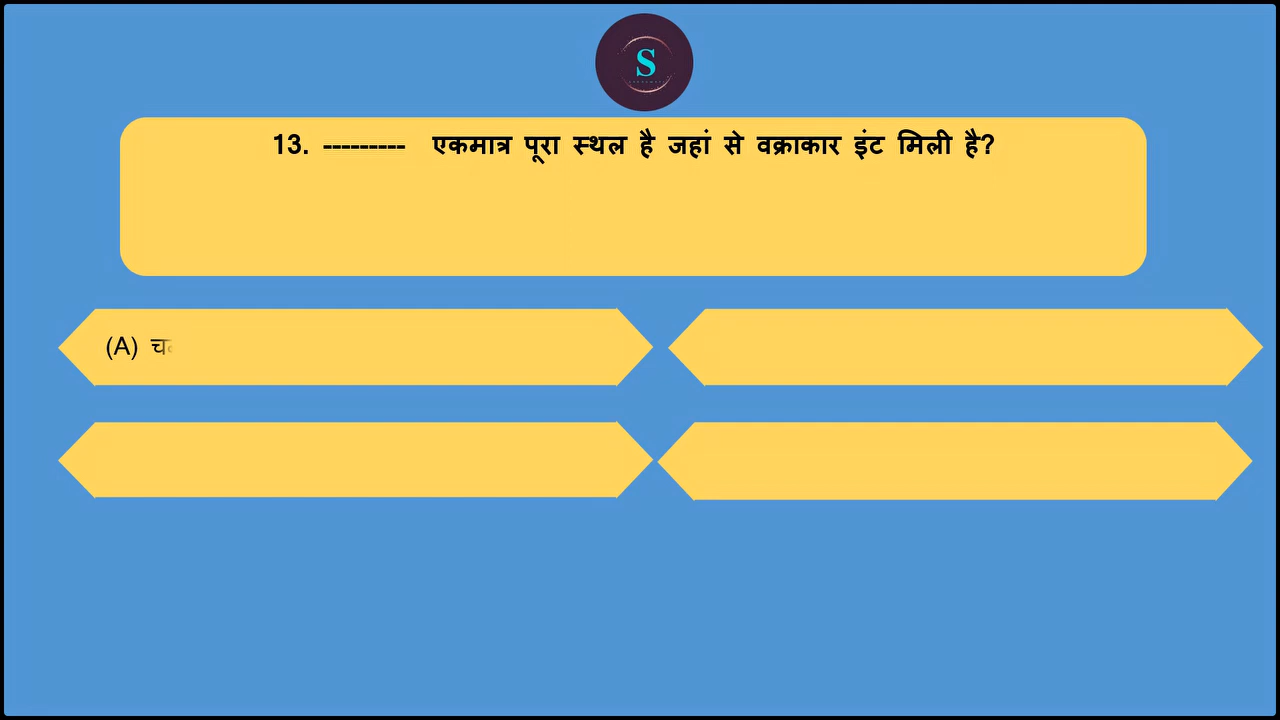 S
13. --------- एकमात्र पूरा स्थल है जहां से वक्राकार इंट मिली है?
(A)